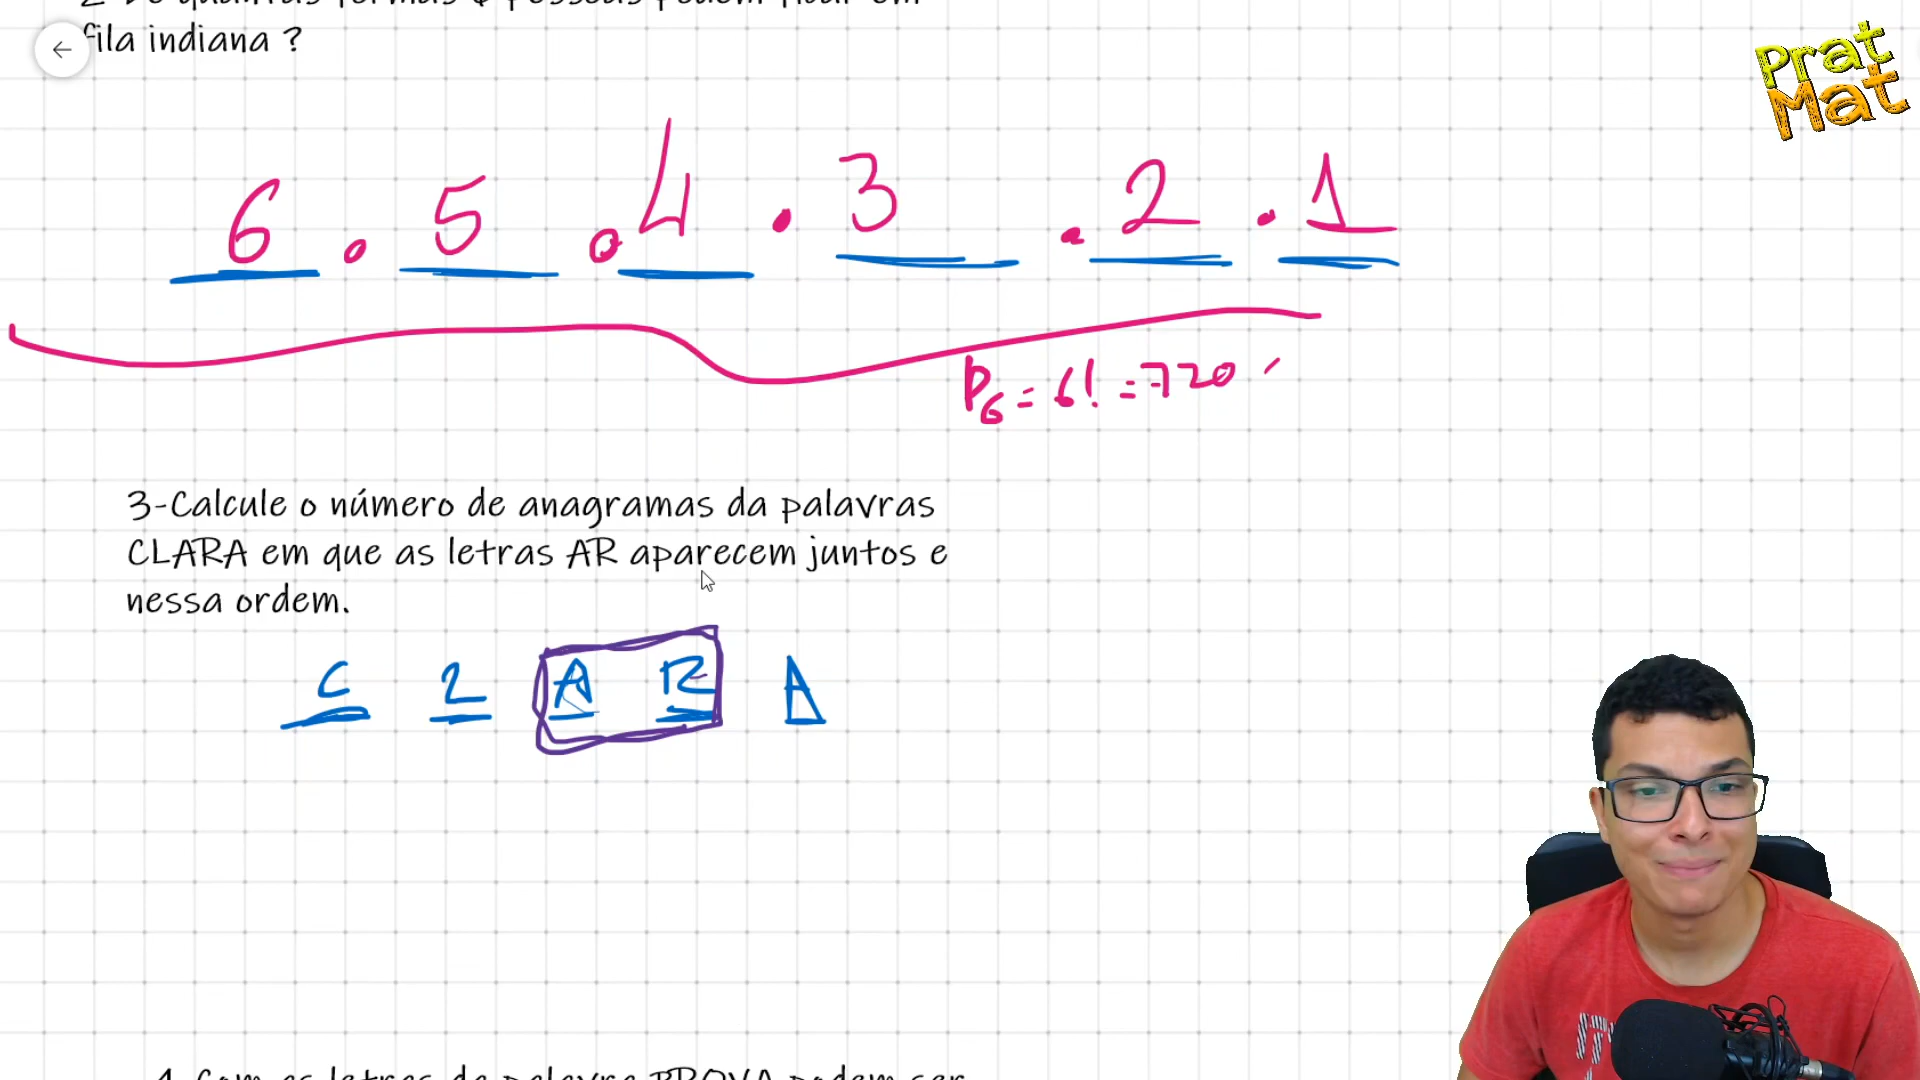 fila indiana ?
Prat
Mat
6 . 5 . 4 . 3 . 2 . 1
P6 = 6! = 720
3-Calcule o número de anagramas da palavras
CLARA em que as letras AR aparecem juntos e
nessa ordem.
C L A R A